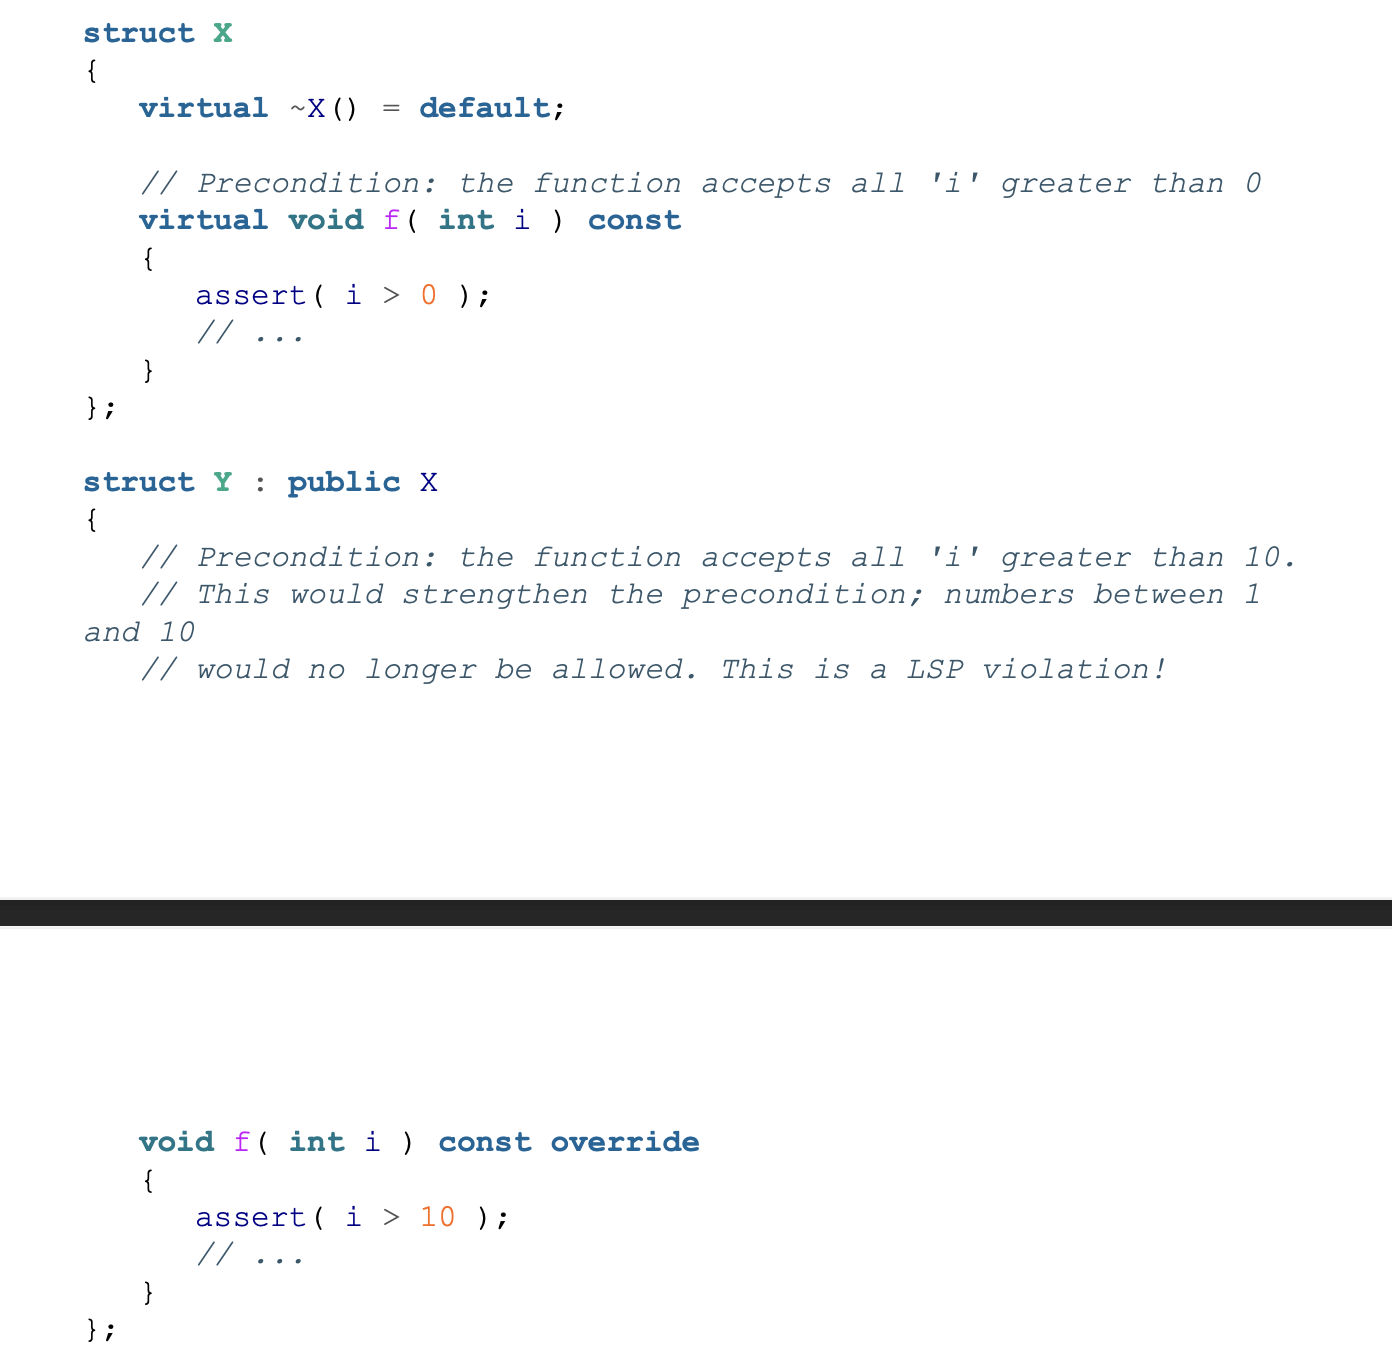 struct X
{
virtual ~X() = default;
// Precondition: the function accepts all 'i' greater than 0
virtual void f( int i ) const
{
assert( i > 0 );
// ...
}
};
struct Y : public X
{
// Precondition: the function accepts all 'i' greater than 10.
// This would strengthen the precondition; numbers between 1
and 10
// would no longer be allowed. This is a LSP violation!
void f( int i ) const override
{
assert( i > 10 );
// ...
}
};